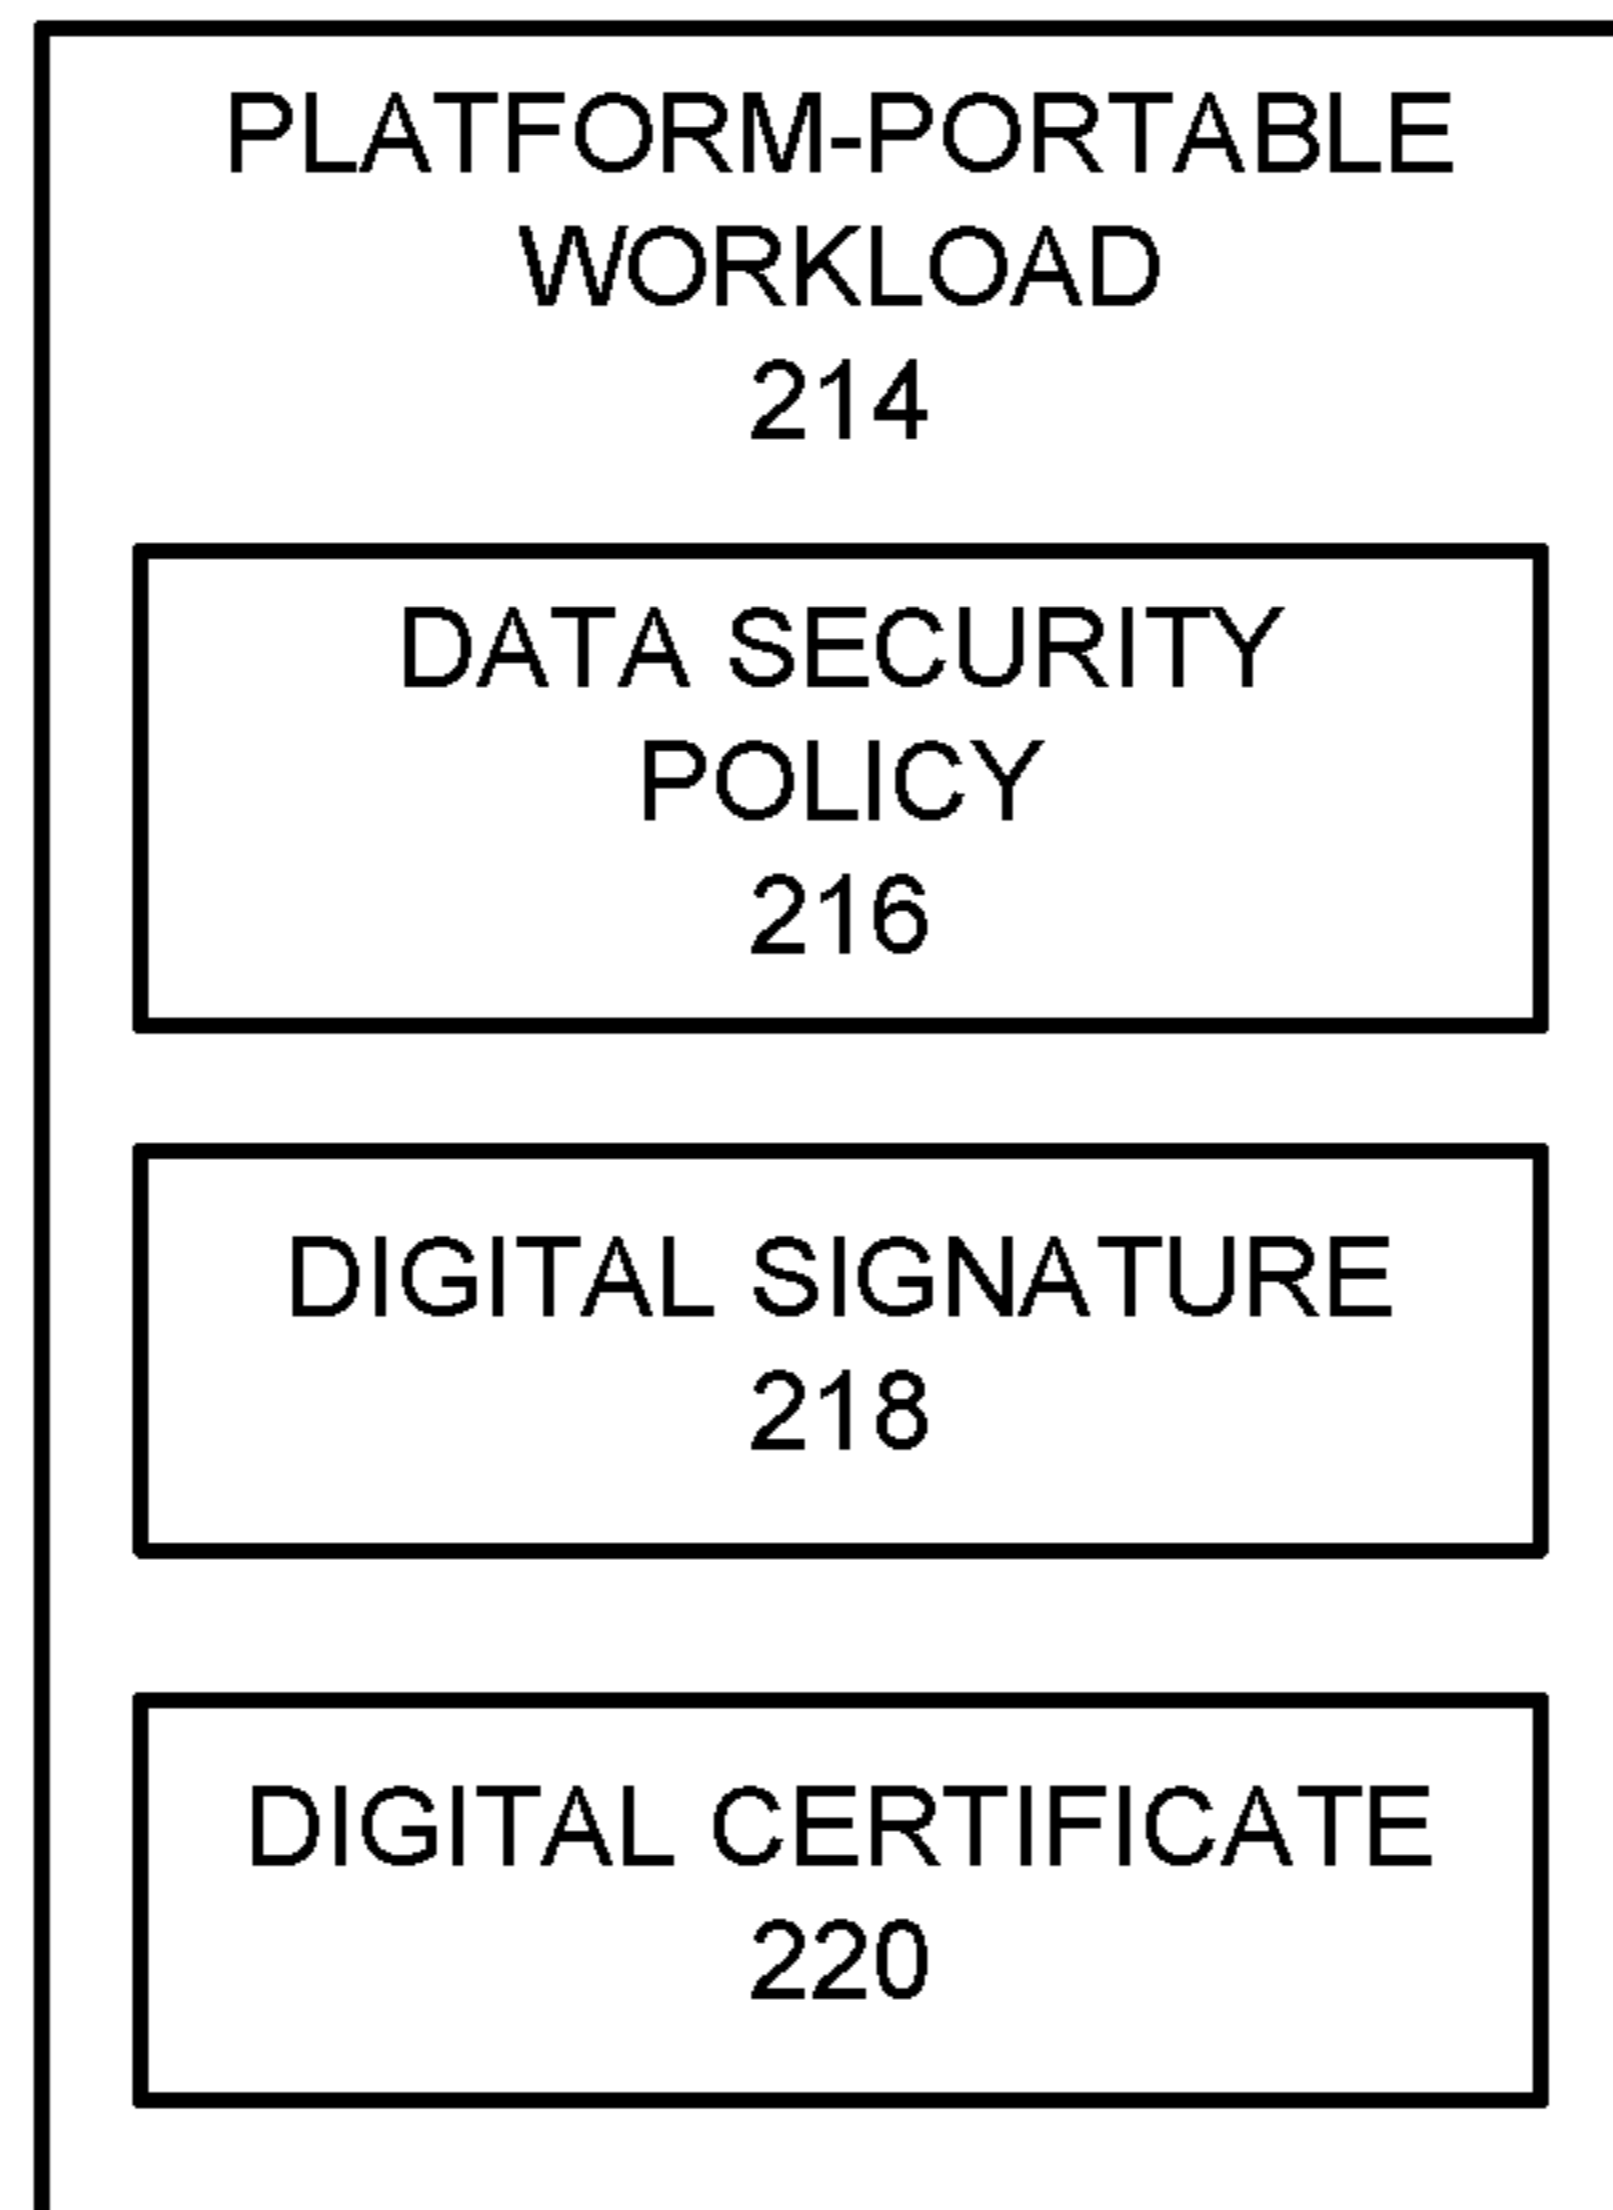 PLATFORM-PORTABLE
WORKLOAD
214
DATA SECURITY
POLICY
216
DIGITAL SIGNATURE
218
DIGITAL CERTIFICATE
220